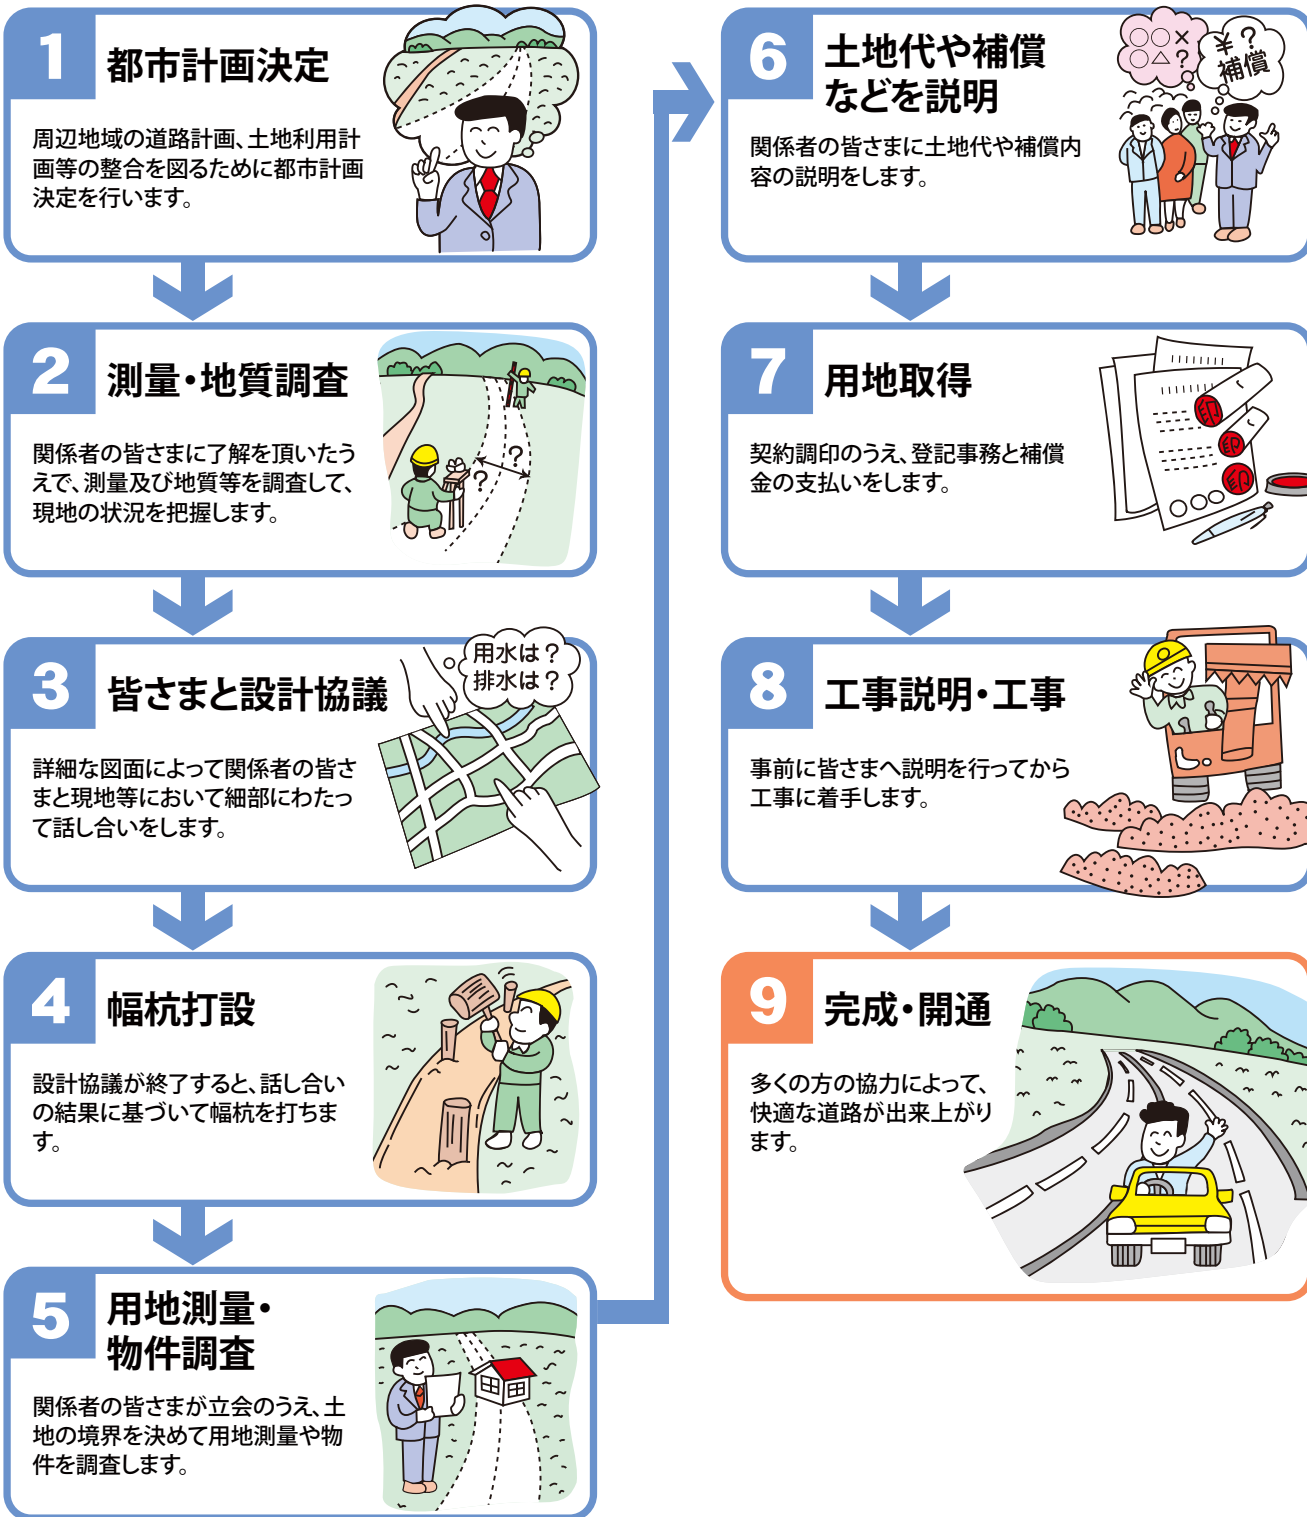 1
都市計画決定
周辺地域の道路計画、土地利用計
画等の整合を図るために都市計画
決定を行います。
2
測量・地質調査
関係者の皆さまに了解を頂いたう
えで、測量及び地質等を調査して、
現地の状況を把握します。
?
?
3
皆さまと設計協議
用水は?
排水は?
詳細な図面によって関係者の皆さ
まと現地等において細部にわたっ
て話し合いをします。
4
幅杭打設
設計協議が終了すると、話し合い
の結果に基づいて幅杭を打ちま
す。
5
用地測量・
物件調査
関係者の皆さまが立会のうえ、土
地の境界を決めて用地測量や物
件を調査します。
6
土地代や補償
などを説明
○○×
?○△
¥?
補償
関係者の皆さまに土地代や補償内
容の説明をします。
7
用地取得
契約調印のうえ、登記事務と補償
金の支払いをします。
印
印
印
8
工事説明・工事
事前に皆さまへ説明を行ってから
工事に着手します。
9
完成・開通
多くの方の協力によって、
快適な道路が出来上がり
ます。